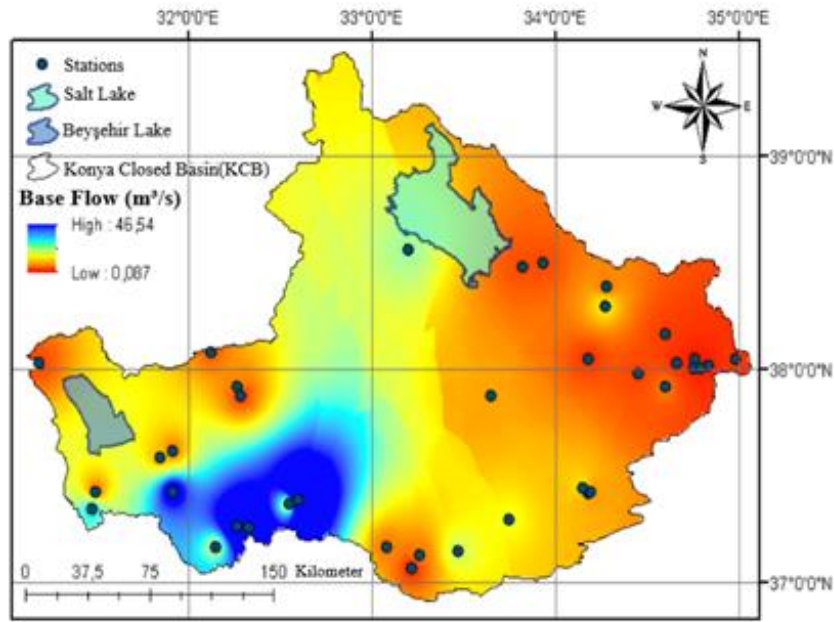 32°0'0"E 33°0'0"E 34°0'0"E 35°0'0"E
Stations
Salt Lake
Beyşehir Lake
Konya Closed Basin(KCB)
Base Flow (m³/s)
High : 46,54
Low : 0,087
N
W E
S
39°0'0"N
38°0'0"N
37°0'0"N
0 37,5 75 150 Kilometer